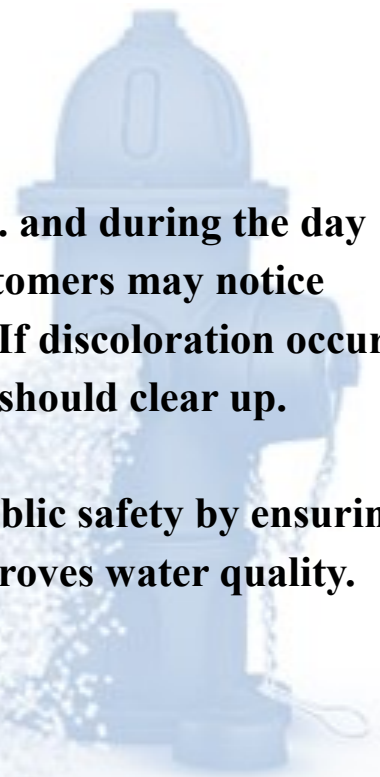 . and during the day
tomers may notice
If discoloration occur
should clear up.
blic safety by ensurin
roves water quality.